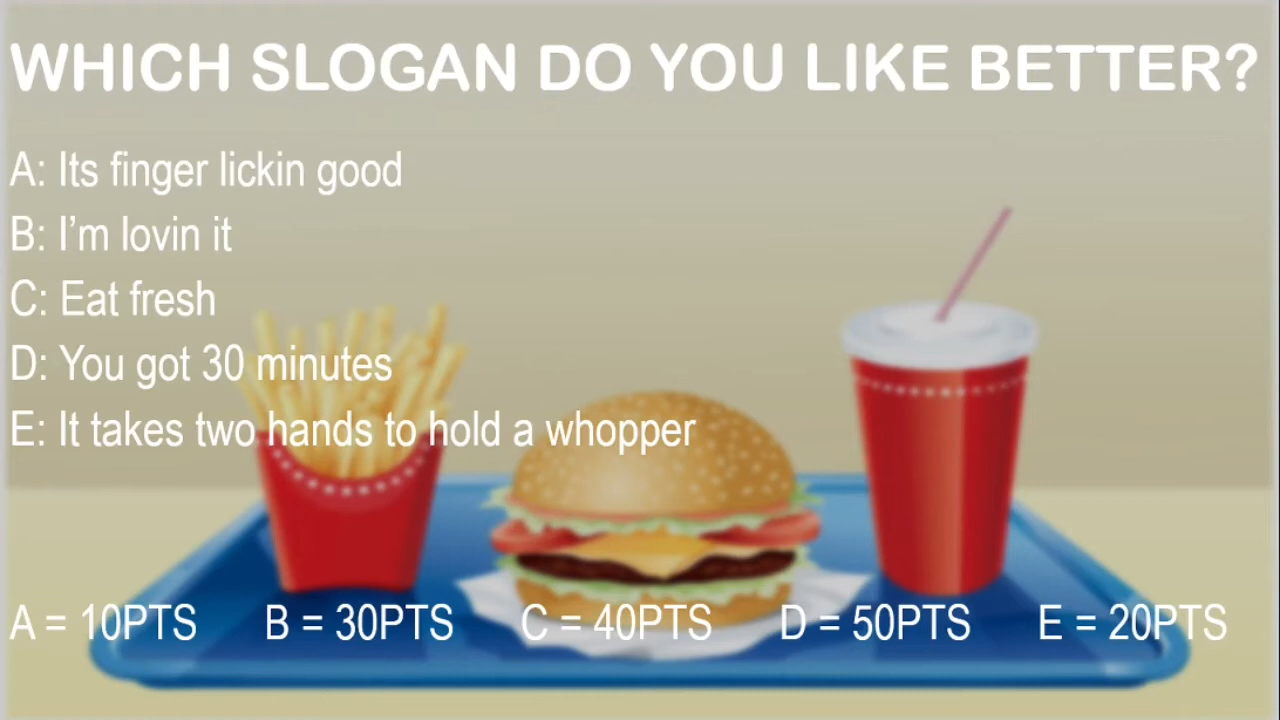 WHICH SLOGAN DO YOU LIKE BETTER?
A: Its finger lickin good
B: I’m lovin it
C: Eat fresh
D: You got 30 minutes
E: It takes two hands to hold a whopper
A = 10PTS B = 30PTS C = 40PTS D = 50PTS E = 20PTS